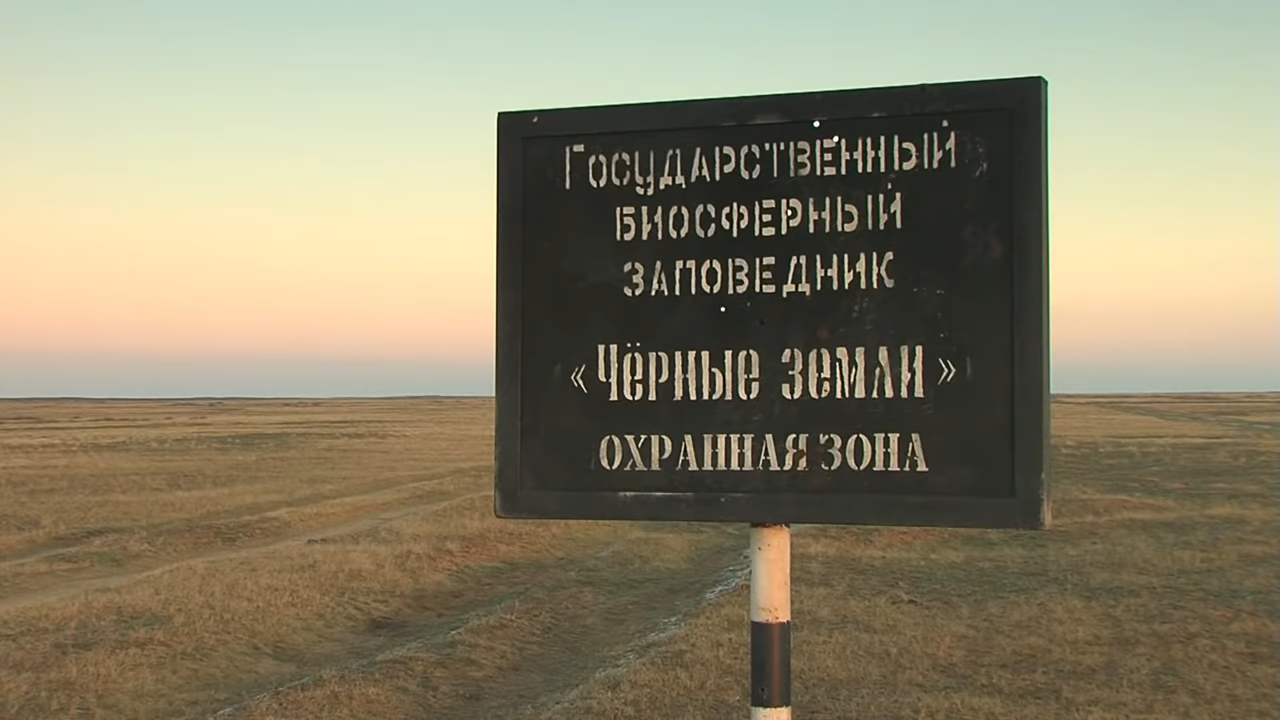 Государственный
биосферный
заповедник
«Чёрные земли»
охранная зона